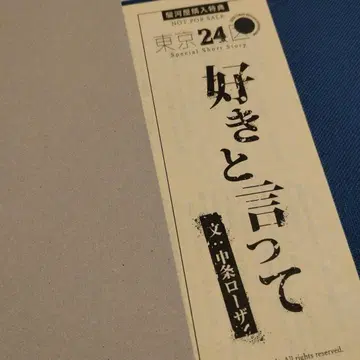 駿河屋購入特典
NOT FOR SALE
東京24区
Special Short Story
好きと言って
文:中条ローザ
All rights reserved.